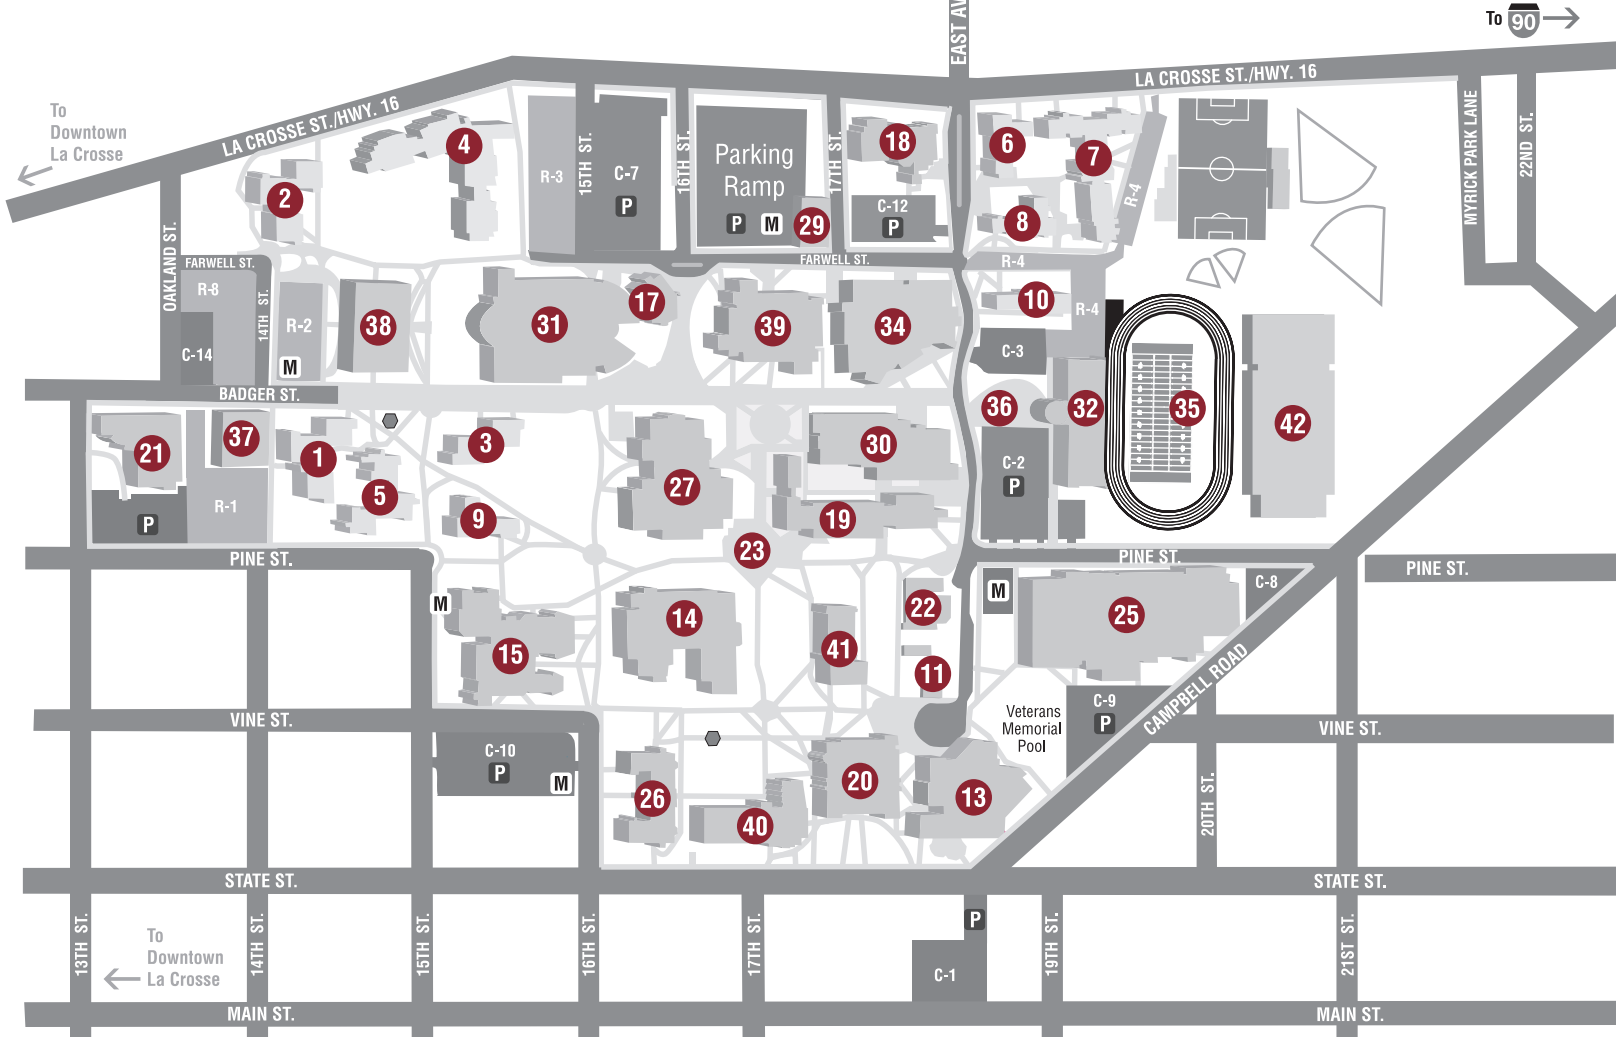 To 90
EAST AV
LA CROSSE ST./HWY. 16
To
Downtown
La Crosse
LA CROSSE ST./HWY. 16
MYRICK PARK LANE
22ND ST.
4
R-3
15TH ST.
C-7
P
16TH ST.
Parking
Ramp
P
M
29
17TH ST.
18
C-12
P
6
7
8
R-4
2
OAKLAND ST.
FARWELL ST.
FARWELL ST.
R-4
R-8
14TH ST.
R-2
C-14
M
38
31
17
39
34
10
R-4
C-3
BADGER ST.
36
32
35
42
21
37
1
5
3
9
27
30
19
23
C-2
P
P
R-1
PINE ST.
PINE ST.
PINE ST.
M
15
14
41
22
11
M
25
C-8
CAMPBELL ROAD
Veterans
Memorial
Pool
C-9
P
VINE ST.
VINE ST.
C-10
P
M
26
40
20
13
20TH ST.
STATE ST.
STATE ST.
13TH ST.
To
Downtown
La Crosse
14TH ST.
15TH ST.
16TH ST.
17TH ST.
P
C-1
19TH ST.
21ST ST.
MAIN ST.
MAIN ST.